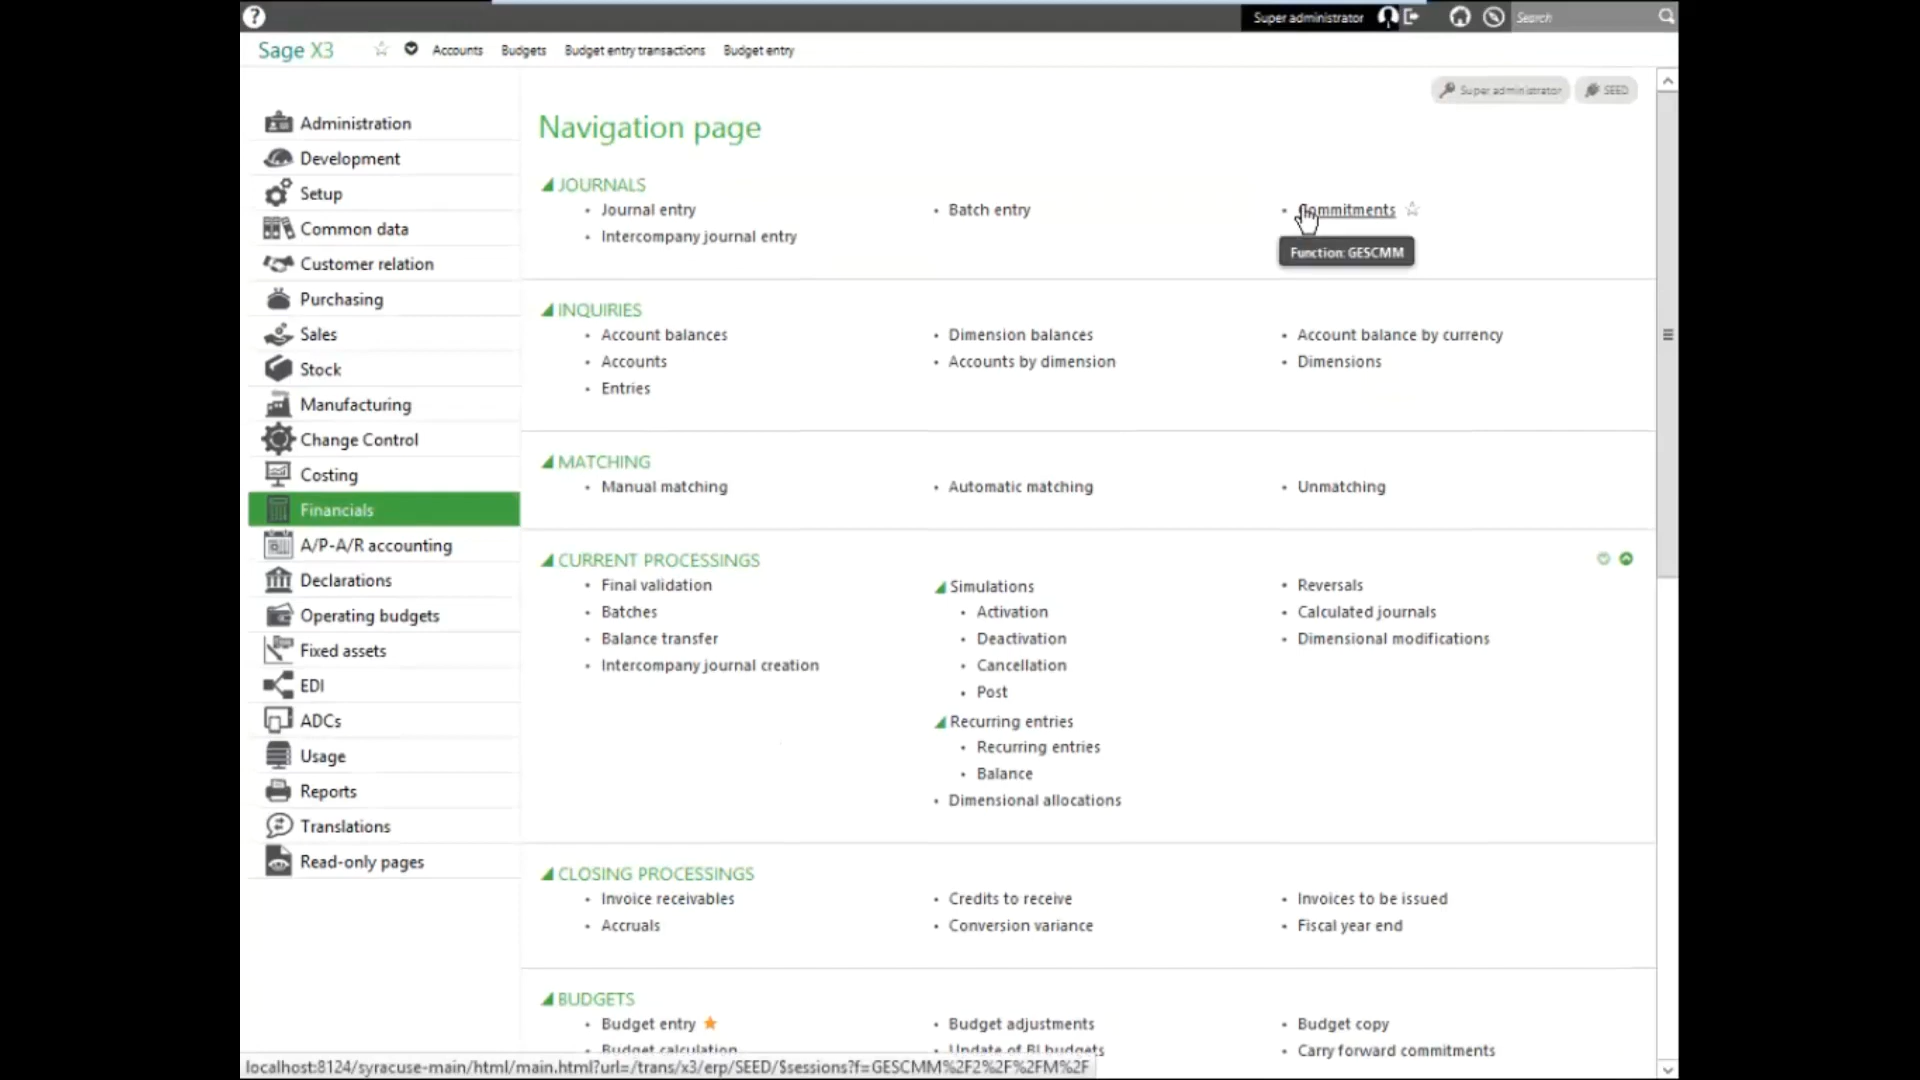 ?
Super administrator
Search
Sage X3
Accounts Budgets Budget entry transactions Budget entry
Super administrator
SEED
Administration
Development
Setup
Common data
Customer relation
Purchasing
Sales
Stock
Manufacturing
Change Control
Costing
Financials
A/P-A/R accounting
Declarations
Operating budgets
Fixed assets
EDI
ADCs
Usage
Reports
Translations
Read-only pages
Navigation page
JOURNALS
Journal entry
Batch entry
Commitments
Intercompany journal entry
Function: GESCMM
INQUIRIES
Account balances
Dimension balances
Account balance by currency
Accounts
Accounts by dimension
Dimensions
Entries
MATCHING
Manual matching
Automatic matching
Unmatching
CURRENT PROCESSINGS
Final validation
Batches
Balance transfer
Intercompany journal creation
Simulations
Activation
Deactivation
Cancellation
Post
Recurring entries
Recurring entries
Balance
Dimensional allocations
Reversals
Calculated journals
Dimensional modifications
CLOSING PROCESSINGS
Invoice receivables
Credits to receive
Invoices to be issued
Accruals
Conversion variance
Fiscal year end
BUDGETS
Budget entry
Budget adjustments
Budget copy
Budget calculation
Update of BI budgets
Carry forward commitments
localhost:8124/syracuse-main/html/main.html?url=/trans/x3/erp/SEED/$sessions?f=GESCMM%2F2%2F%2FM%2F